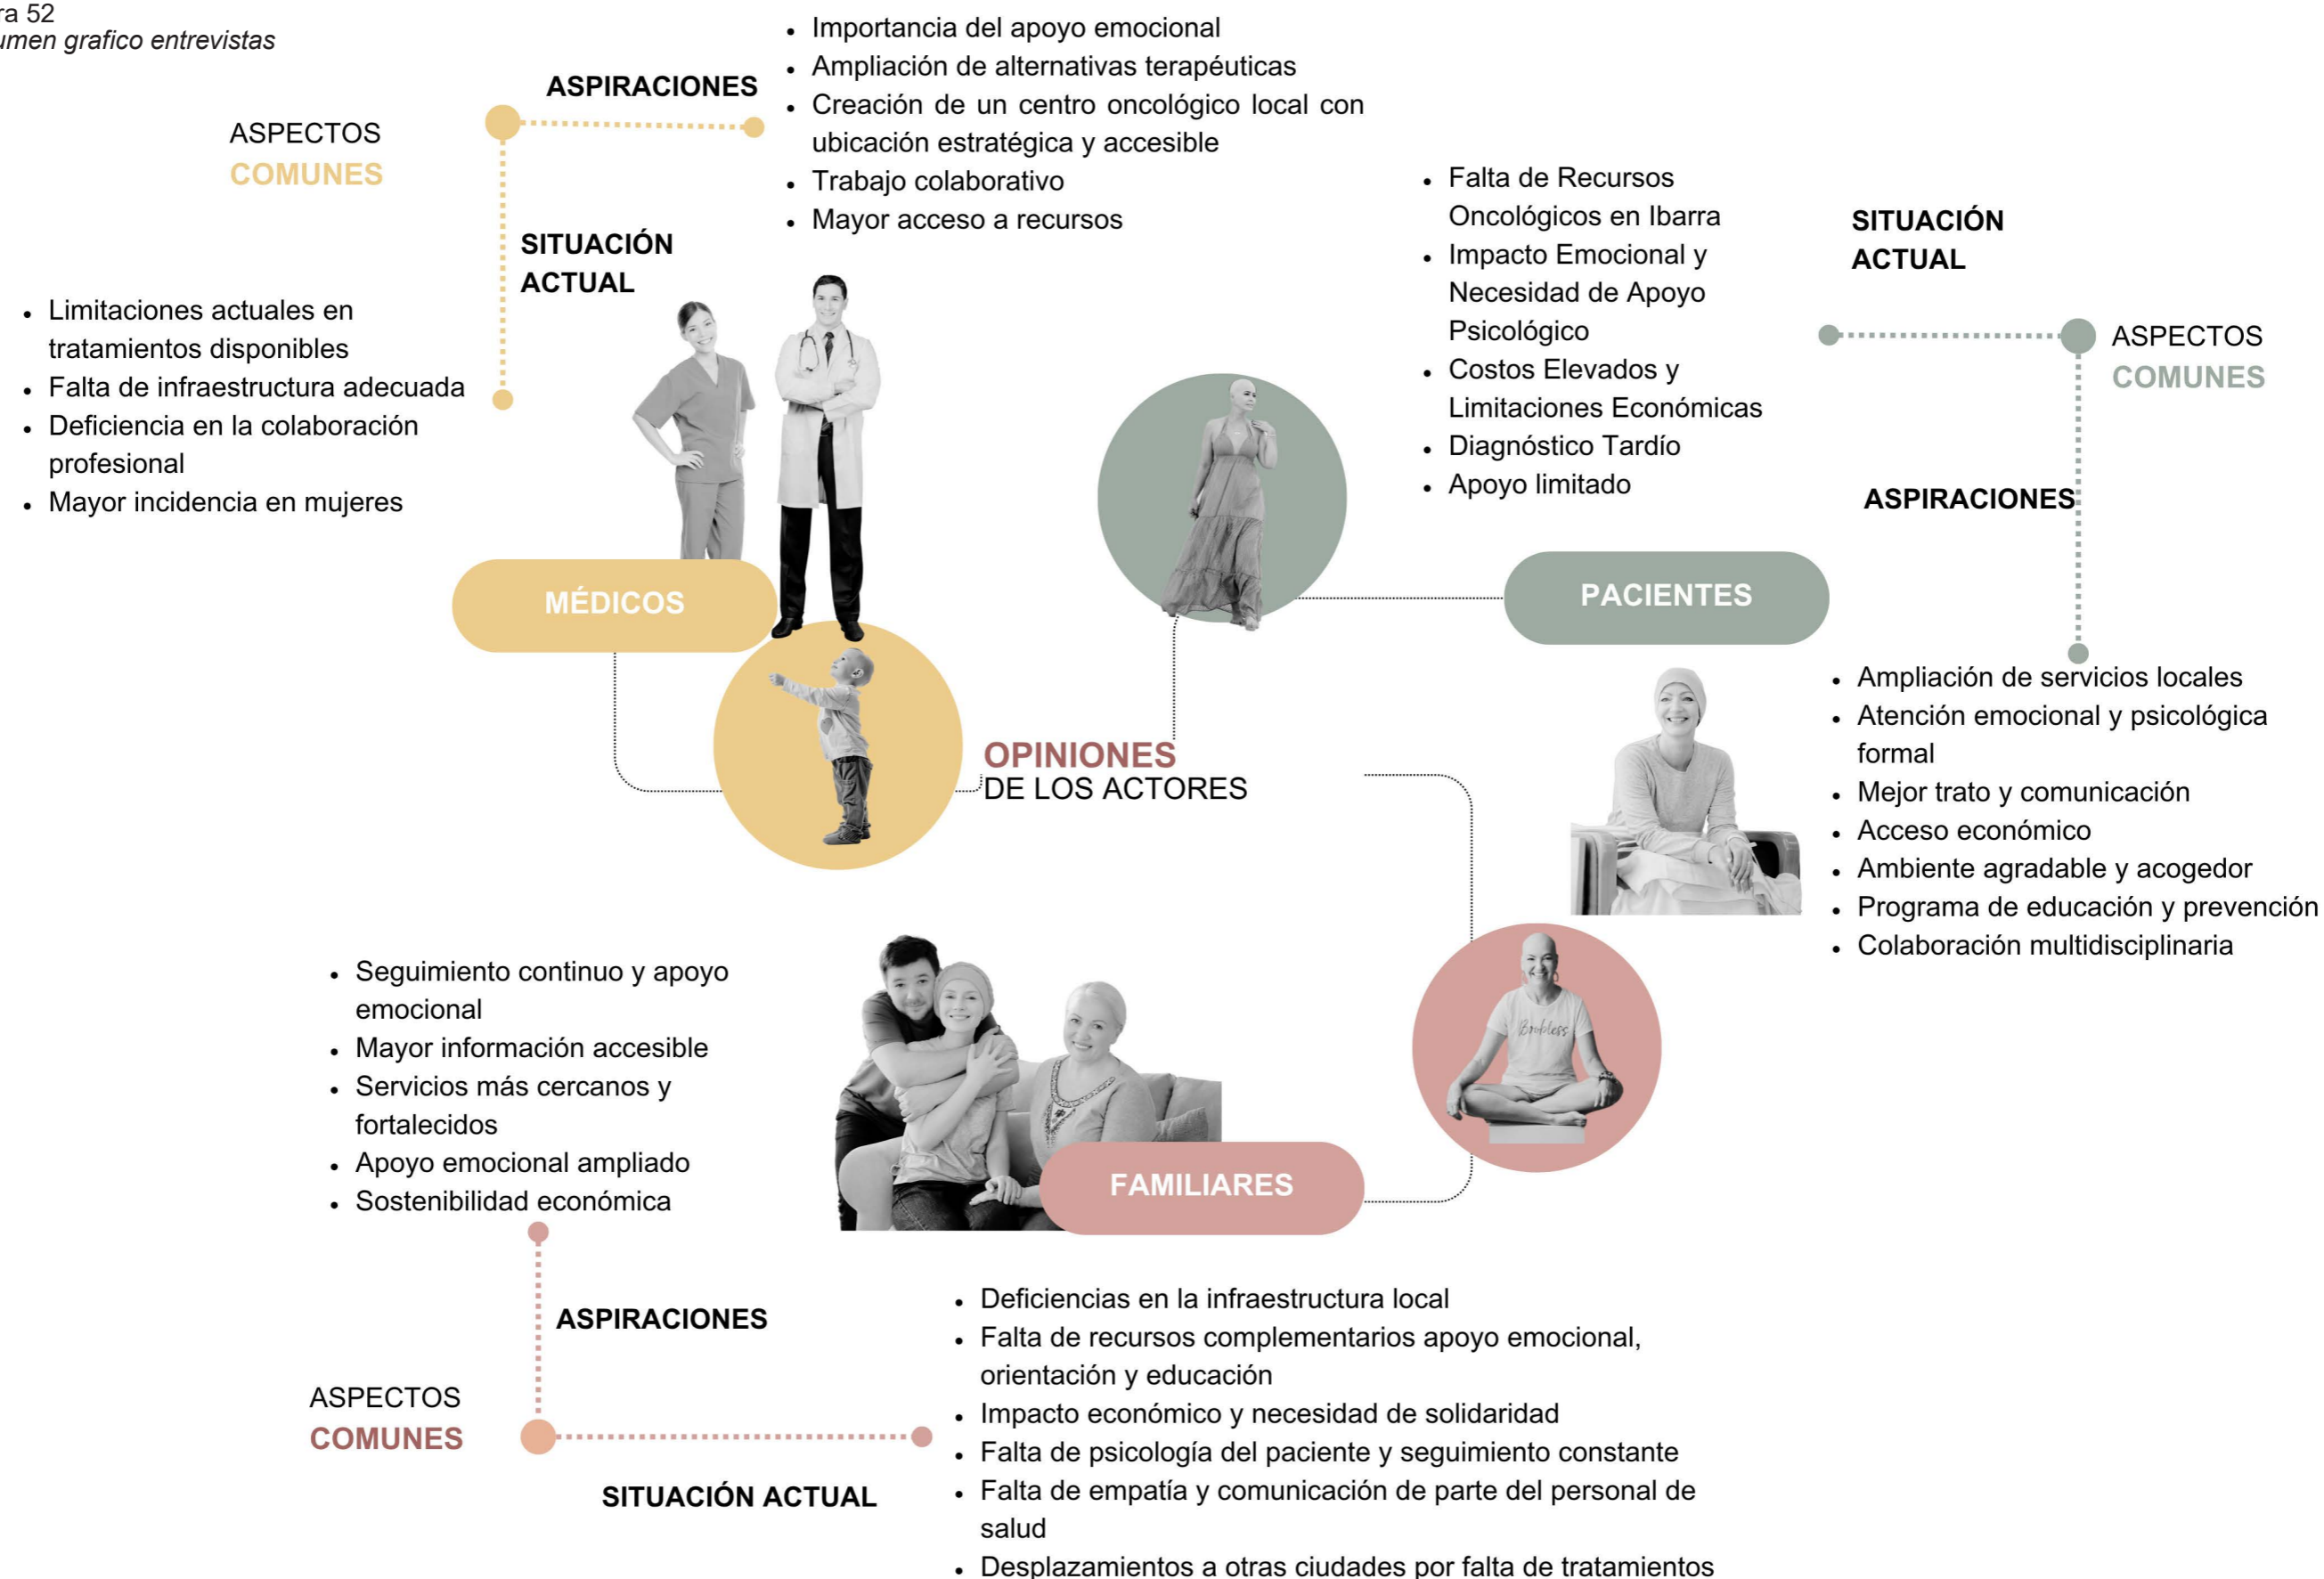 ra 52
umen grafico entrevistas
ASPECTOS
COMUNES
ASPIRACIONES
• Importancia del apoyo emocional
• Ampliación de alternativas terapéuticas
• Creación de un centro oncológico local con
ubicación estratégica y accesible
• Trabajo colaborativo
• Mayor acceso a recursos
SITUACIÓN
ACTUAL
• Limitaciones actuales en
tratamientos disponibles
• Falta de infraestructura adecuada
• Deficiencia en la colaboración
profesional
• Mayor incidencia en mujeres
MÉDICOS
• Falta de Recursos
Oncológicos en Ibarra
• Impacto Emocional y
Necesidad de Apoyo
Psicológico
• Costos Elevados y
Limitaciones Económicas
• Diagnóstico Tardío
• Apoyo limitado
SITUACIÓN
ACTUAL
ASPECTOS
COMUNES
ASPIRACIONES
PACIENTES
• Ampliación de servicios locales
• Atención emocional y psicológica
formal
• Mejor trato y comunicación
• Acceso económico
• Ambiente agradable y acogedor
• Programa de educación y prevención
• Colaboración multidisciplinaria
OPINIONES
DE LOS ACTORES
• Seguimiento continuo y apoyo
emocional
• Mayor información accesible
• Servicios más cercanos y
fortalecidos
• Apoyo emocional ampliado
• Sostenibilidad económica
FAMILIARES
ASPIRACIONES
ASPECTOS
COMUNES
SITUACIÓN ACTUAL
• Deficiencias en la infraestructura local
• Falta de recursos complementarios apoyo emocional,
orientación y educación
• Impacto económico y necesidad de solidaridad
• Falta de psicología del paciente y seguimiento constante
• Falta de empatía y comunicación de parte del personal de
salud
• Desplazamientos a otras ciudades por falta de tratamientos